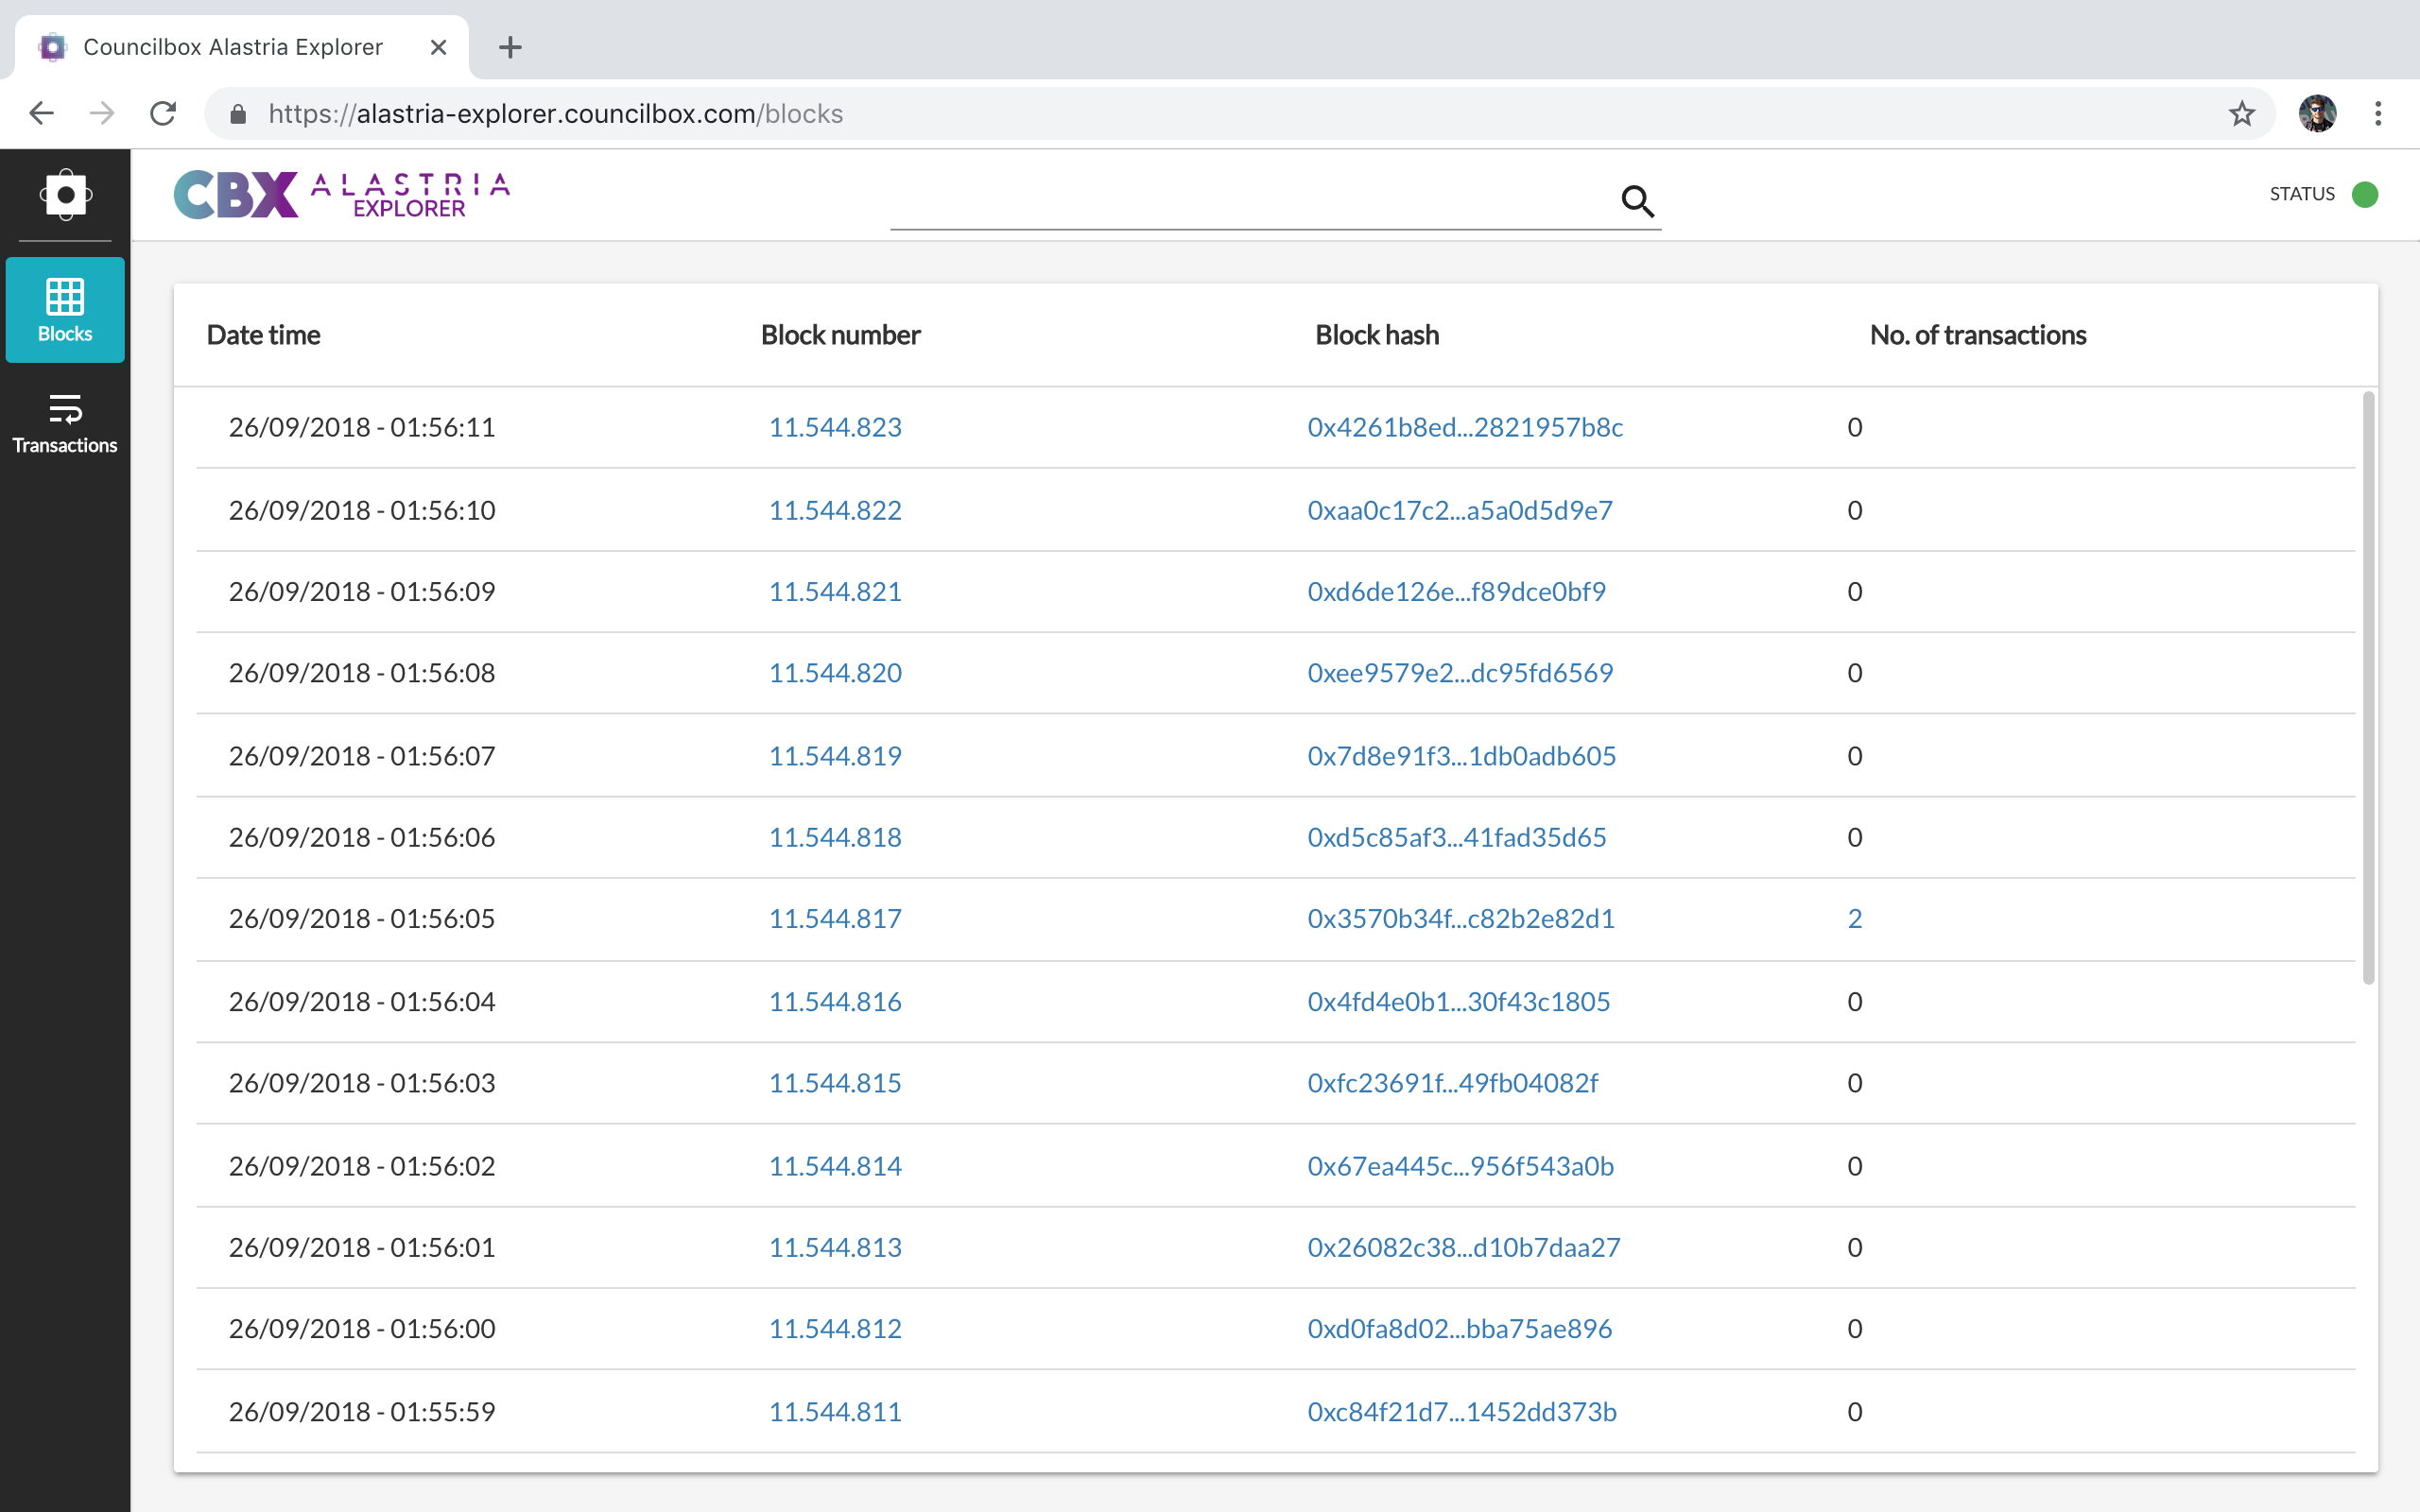 Councilbox Alastria Explorer
https://alastria-explorer.councilbox.com/blocks
CBX ALASTRIA
EXPLORER
STATUS
Blocks
Transactions
Date time Block number Block hash No. of transactions
26/09/2018 - 01:56:11 11.544.823 0x4261b8ed...2821957b8c 0
26/09/2018 - 01:56:10 11.544.822 0xaa0c17c2...a5a0d5d9e7 0
26/09/2018 - 01:56:09 11.544.821 0xd6de126e...f89dce0bf9 0
26/09/2018 - 01:56:08 11.544.820 0xee9579e2...dc95fd6569 0
26/09/2018 - 01:56:07 11.544.819 0x7d8e91f3...1db0adb605 0
26/09/2018 - 01:56:06 11.544.818 0xd5c85af3...41fad35d65 0
26/09/2018 - 01:56:05 11.544.817 0x3570b34f...c82b2e82d1 2
26/09/2018 - 01:56:04 11.544.816 0x4fd4e0b1...30f43c1805 0
26/09/2018 - 01:56:03 11.544.815 0xfc23691f...49fb04082f 0
26/09/2018 - 01:56:02 11.544.814 0x67ea445c...956f543a0b 0
26/09/2018 - 01:56:01 11.544.813 0x26082c38...d10b7daa27 0
26/09/2018 - 01:56:00 11.544.812 0xd0fa8d02...bba75ae896 0
26/09/2018 - 01:55:59 11.544.811 0xc84f21d7...1452dd373b 0